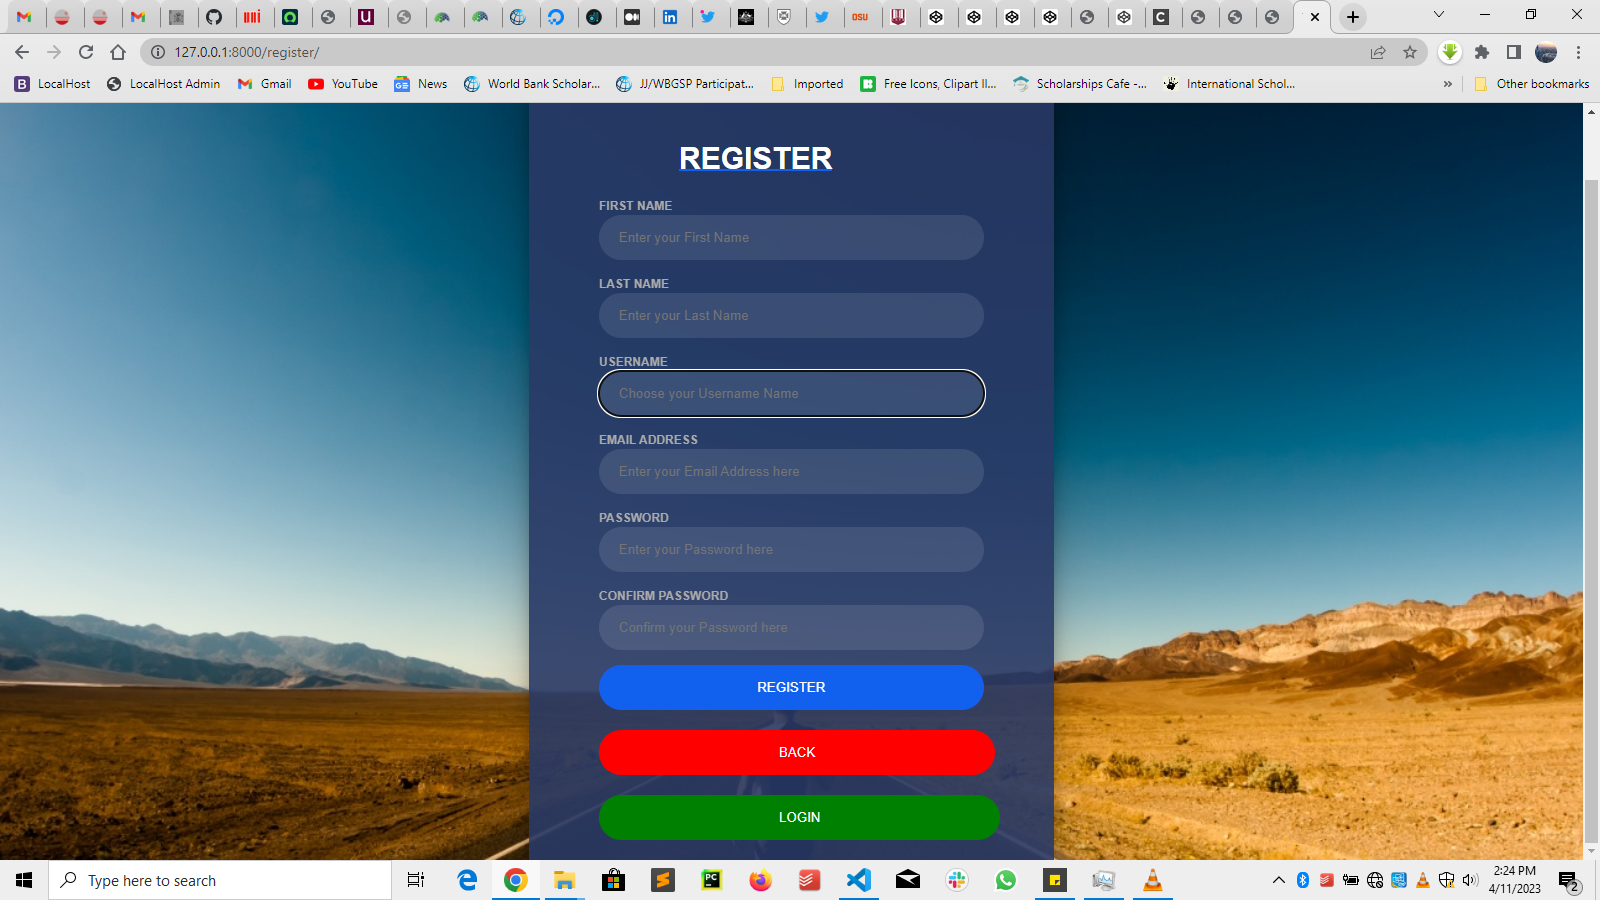 OSU
127.0.0.1:8000/register/
LocalHost
LocalHost Admin
Gmail
YouTube
News
World Bank Scholar...
JJ/WBGSP Participat...
Imported
Free Icons, Clipart Il...
Scholarships Cafe -...
International Schol...
»
Other bookmarks
REGISTER
FIRST NAME
Enter your First Name
LAST NAME
Enter your Last Name
USERNAME
Choose your Username Name
EMAIL ADDRESS
Enter your Email Address here
PASSWORD
Enter your Password here
CONFIRM PASSWORD
Confirm your Password here
REGISTER
BACK
LOGIN
Type here to search
2:24 PM
4/11/2023
2